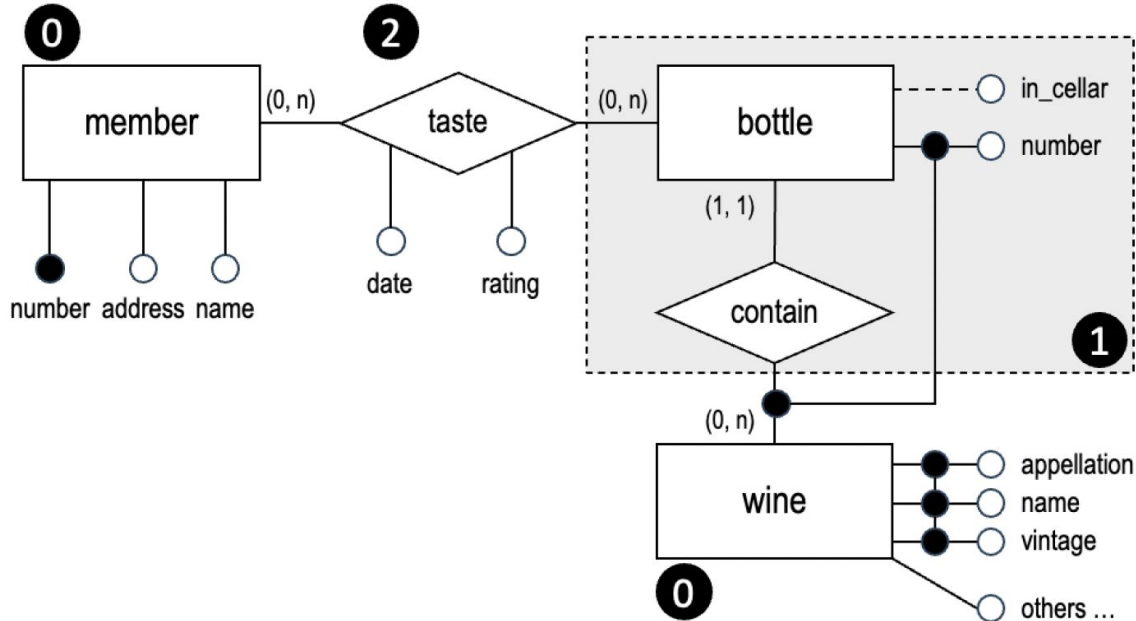 0
2
member
(0, n)
taste
(0, n)
bottle
in_cellar
number
(1, 1)
number
address
name
date
rating
contain
1
(0, n)
wine
appellation
name
vintage
others ...
0